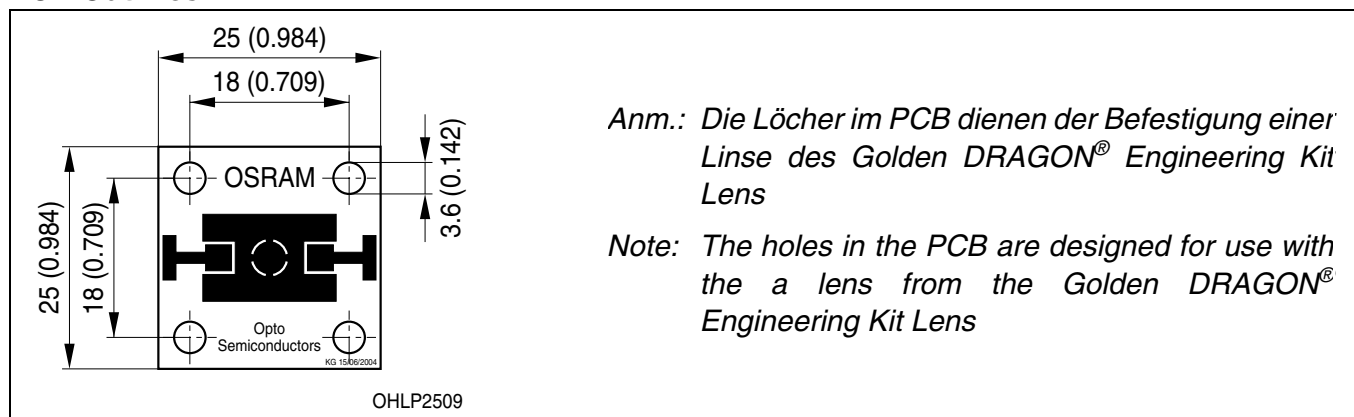 25 (0.984)
18 (0.709)
3.6 (0.142)
25 (0.984)
18 (0.709)
OSRAM
Opto
Semiconductors
KG 15/06/2004
OHLP2509
Anm.: Die Löcher im PCB dienen der Befestigung einer
Linse des Golden DRAGON® Engineering Kit
Lens
Note: The holes in the PCB are designed for use with
the a lens from the Golden DRAGON®
Engineering Kit Lens